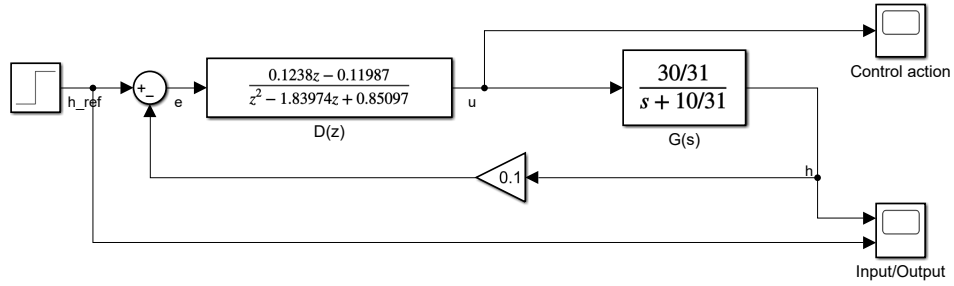 Control action
0.1238z − 0.11987
z² − 1.83974z + 0.85097
30/31
s + 10/31
+
−
h_ref
e
u
D(z)
G(s)
0.1
h
Input/Output